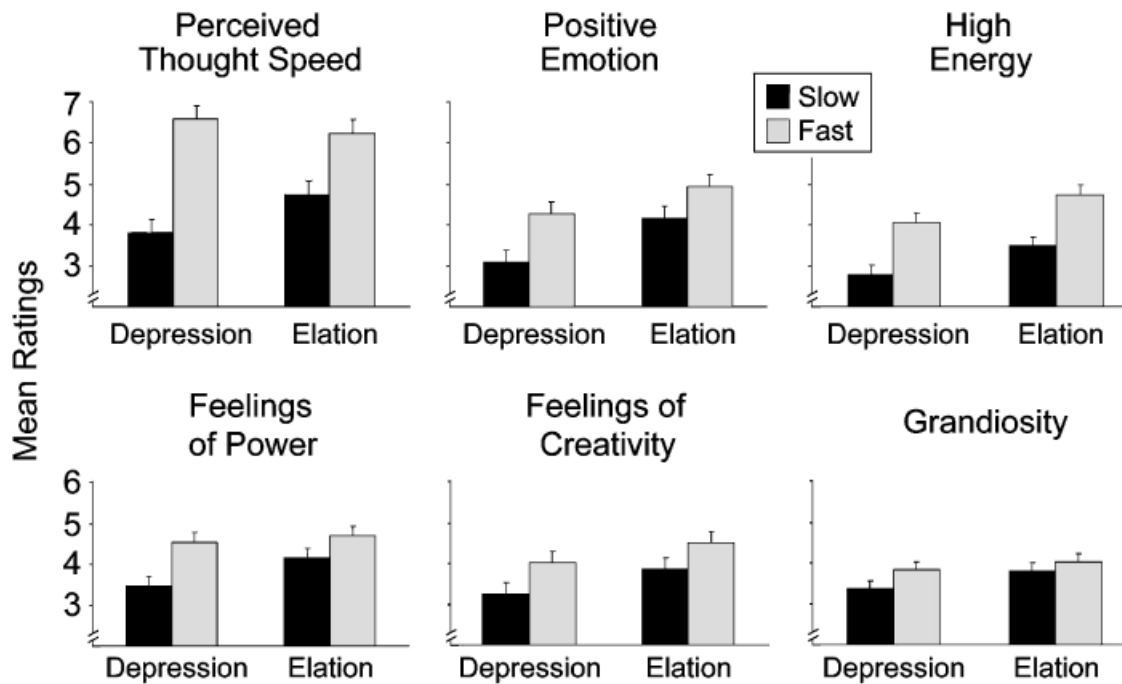 Perceived
Thought Speed
Positive
Emotion
High
Energy
Slow
Fast
7
6
5
4
3
Depression Elation
Depression Elation
Depression Elation
Mean Ratings
Feelings
of Power
Feelings of
Creativity
Grandiosity
6
5
4
3
Depression Elation
Depression Elation
Depression Elation